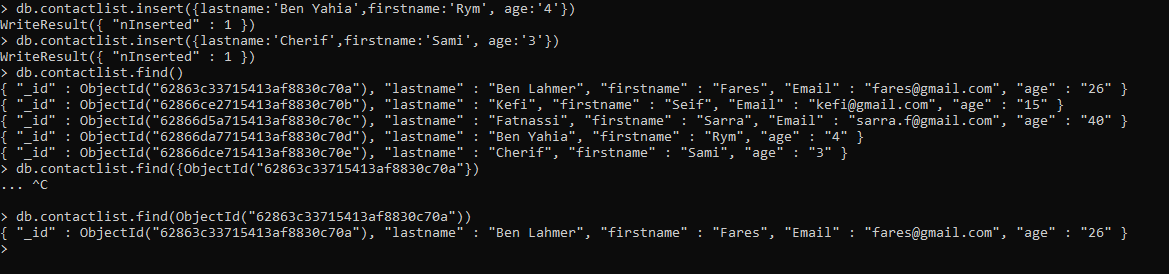 > db.contactlist.insert({lastname:'Ben Yahia',firstname:'Rym', age:'4'})
WriteResult({ "nInserted" : 1 })
> db.contactlist.insert({lastname:'Cherif',firstname:'Sami', age:'3'})
WriteResult({ "nInserted" : 1 })
> db.contactlist.find()
{ "_id" : ObjectId("62863c33715413af8830c70a"), "lastname" : "Ben Lahmer", "firstname" : "Fares", "Email" : "fares@gmail.com", "age" : "26" }
{ "_id" : ObjectId("62866ce2715413af8830c70b"), "lastname" : "Kefi", "firstname" : "Seif", "Email" : "kefi@gmail.com", "age" : "15" }
{ "_id" : ObjectId("62866d5a715413af8830c70c"), "lastname" : "Fatnassi", "firstname" : "Sarra", "Email" : "sarra.f@gmail.com", "age" : "40" }
{ "_id" : ObjectId("62866da7715413af8830c70d"), "lastname" : "Ben Yahia", "firstname" : "Rym", "age" : "4" }
{ "_id" : ObjectId("62866dce715413af8830c70e"), "lastname" : "Cherif", "firstname" : "Sami", "age" : "3" }
> db.contactlist.find({ObjectId("62863c33715413af8830c70a"})
... ^C
> db.contactlist.find(ObjectId("62863c33715413af8830c70a"))
{ "_id" : ObjectId("62863c33715413af8830c70a"), "lastname" : "Ben Lahmer", "firstname" : "Fares", "Email" : "fares@gmail.com", "age" : "26" }
>